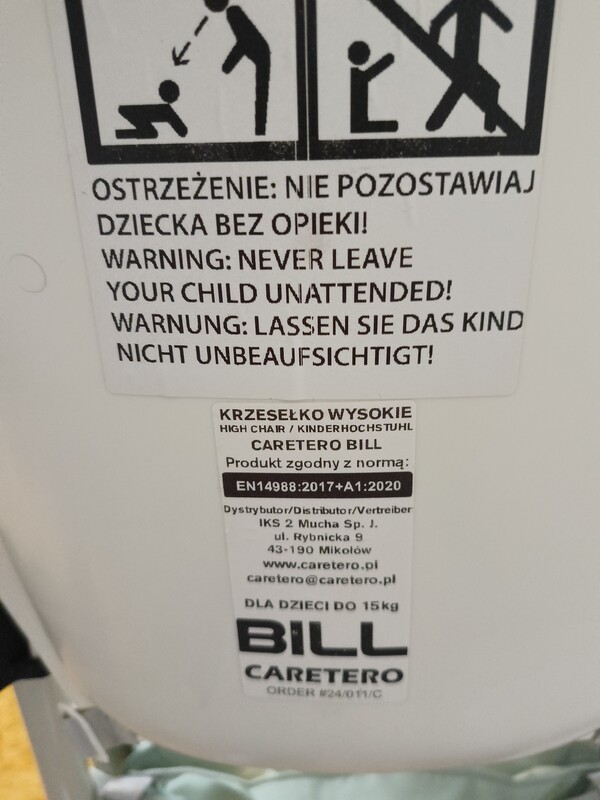 OSTRZEŻENIE: NIE POZOSTAWIAJ
DZIECKA BEZ OPIEKI!
WARNING: NEVER LEAVE
YOUR CHILD UNATTENDED!
WARNUNG: LASSEN SIE DAS KIND
NICHT UNBEAUFSICHTIGT!
KRZESEŁKO WYSOKIE
HIGH CHAIR / KINDERHOCHSTUHL
CARETERO BILL
Produkt zgodny z normą:
EN14988:2017+A1:2020
Dystrybutor/Distributor/Vertreiber
IKS 2 Mucha Sp. J.
ul. Rybnicka 9
43-190 Mikołów
www.caretero.pl
caretero@caretero.pl
DLA DZIECI DO 15kg
BILL
CARETERO
ORDER #24/011/C